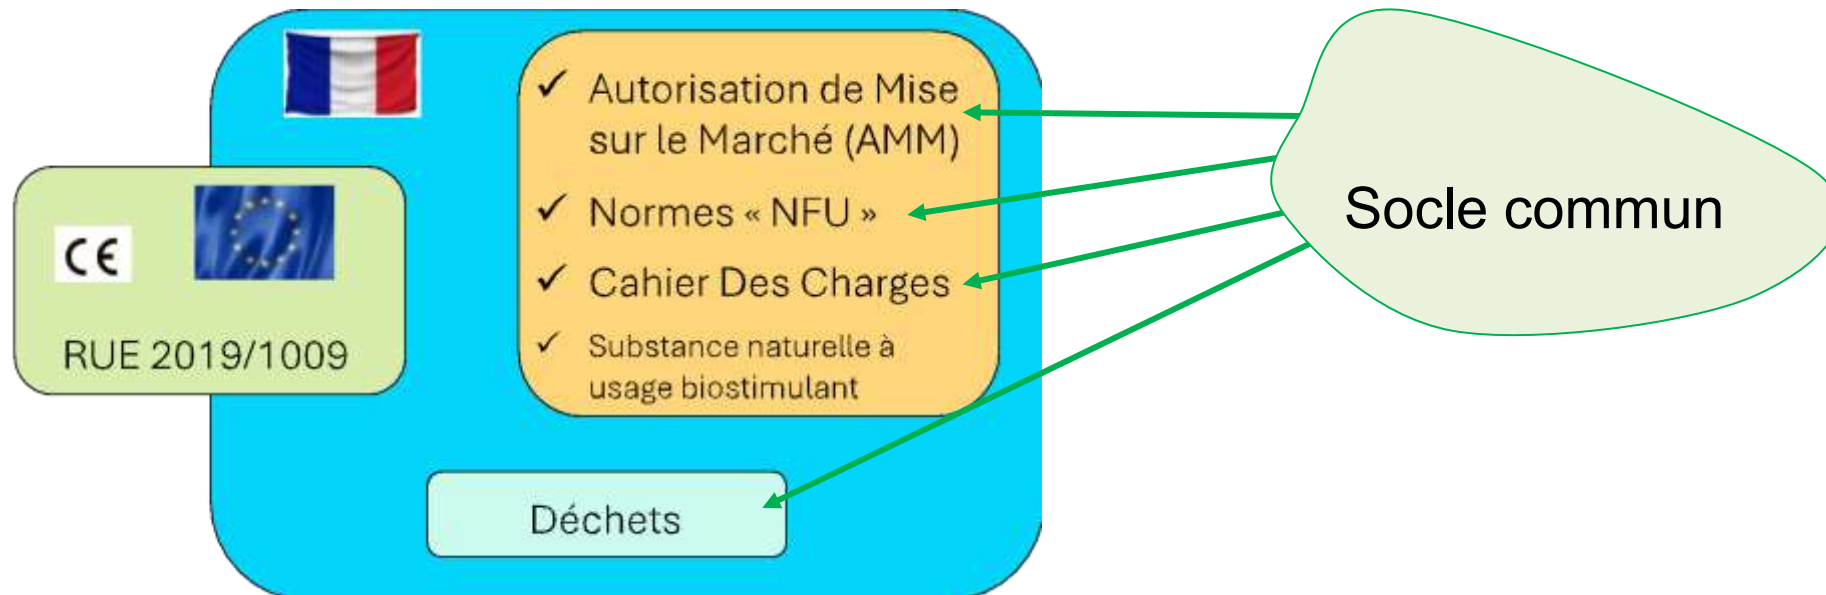 Autorisation de Mise
sur le Marché (AMM)
Normes « NFU »
Cahier Des Charges
Substance naturelle à
usage biostimulant
CE
RUE 2019/1009
Déchets
Socle commun